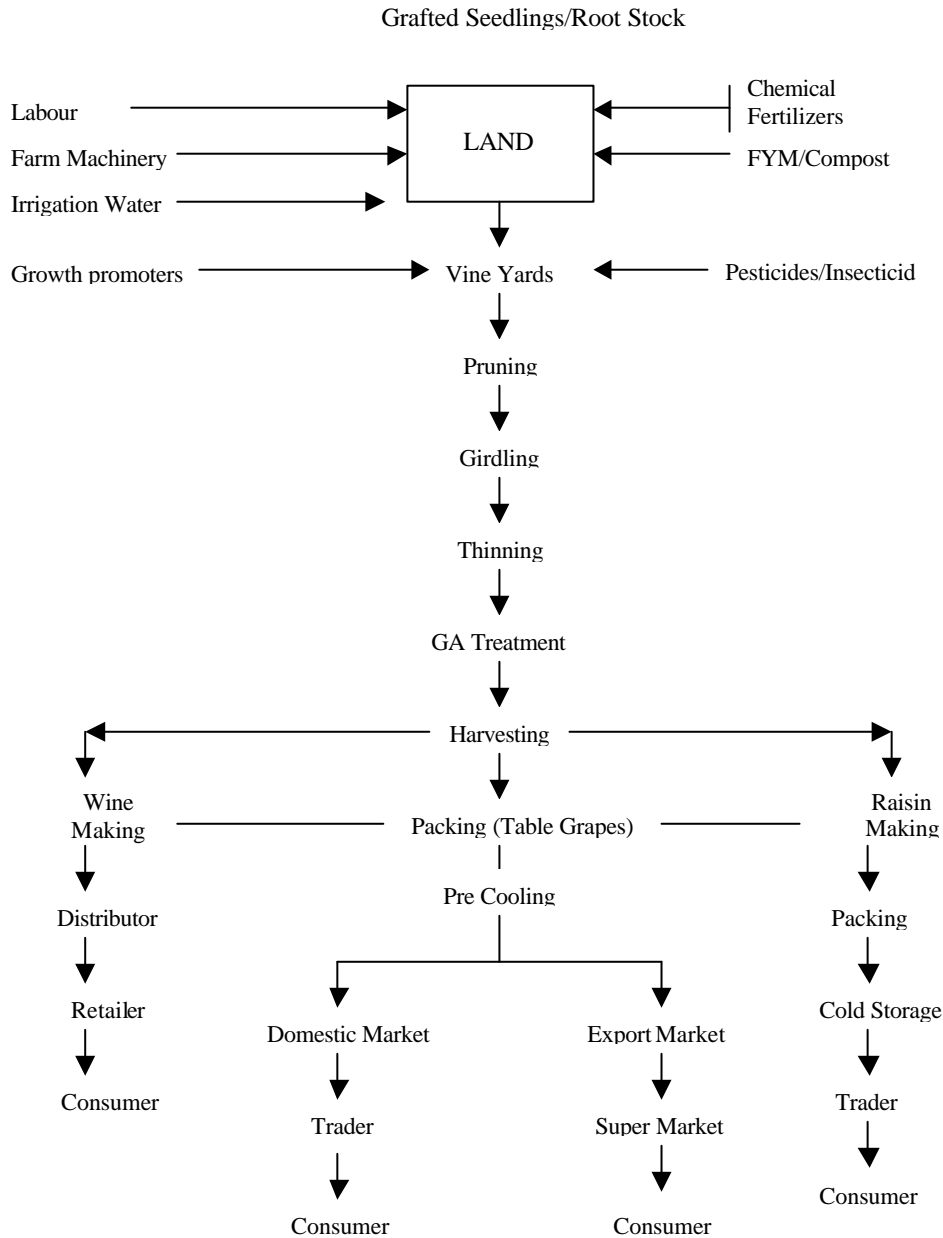 Grafted Seedlings/Root Stock
Chemical
Fertilizers
Labour
LAND
Farm Machinery
FYM/Compost
Irrigation Water
Growth promoters
Vine Yards
Pesticides/Insecticid
Pruning
Girdling
Thinning
GA Treatment
Harvesting
Wine
Making
Packing (Table Grapes)
Raisin
Making
Pre Cooling
Distributor
Packing
Retailer
Domestic Market
Export Market
Cold Storage
Consumer
Trader
Super Market
Trader
Consumer
Consumer
Consumer